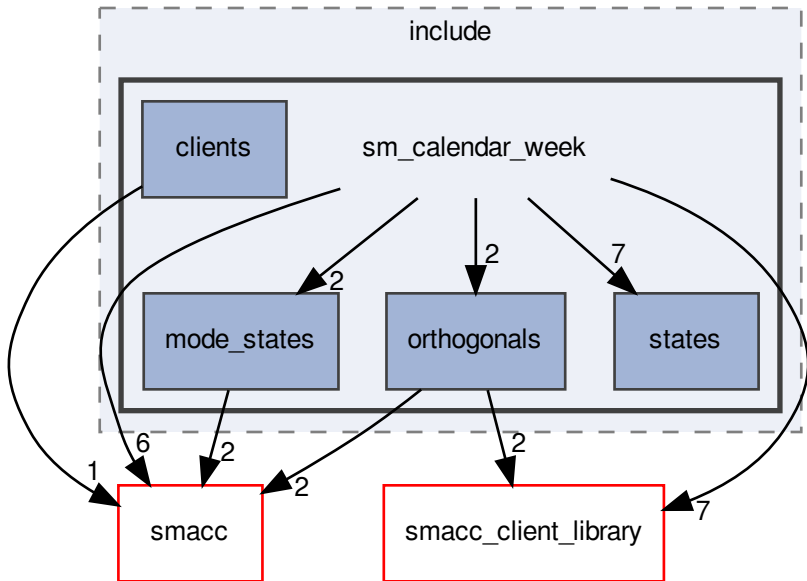 include
clients
sm_calendar_week
2
2
7
mode_states
orthogonals
states
1
6
2
2
2
7
smacc
smacc_client_library